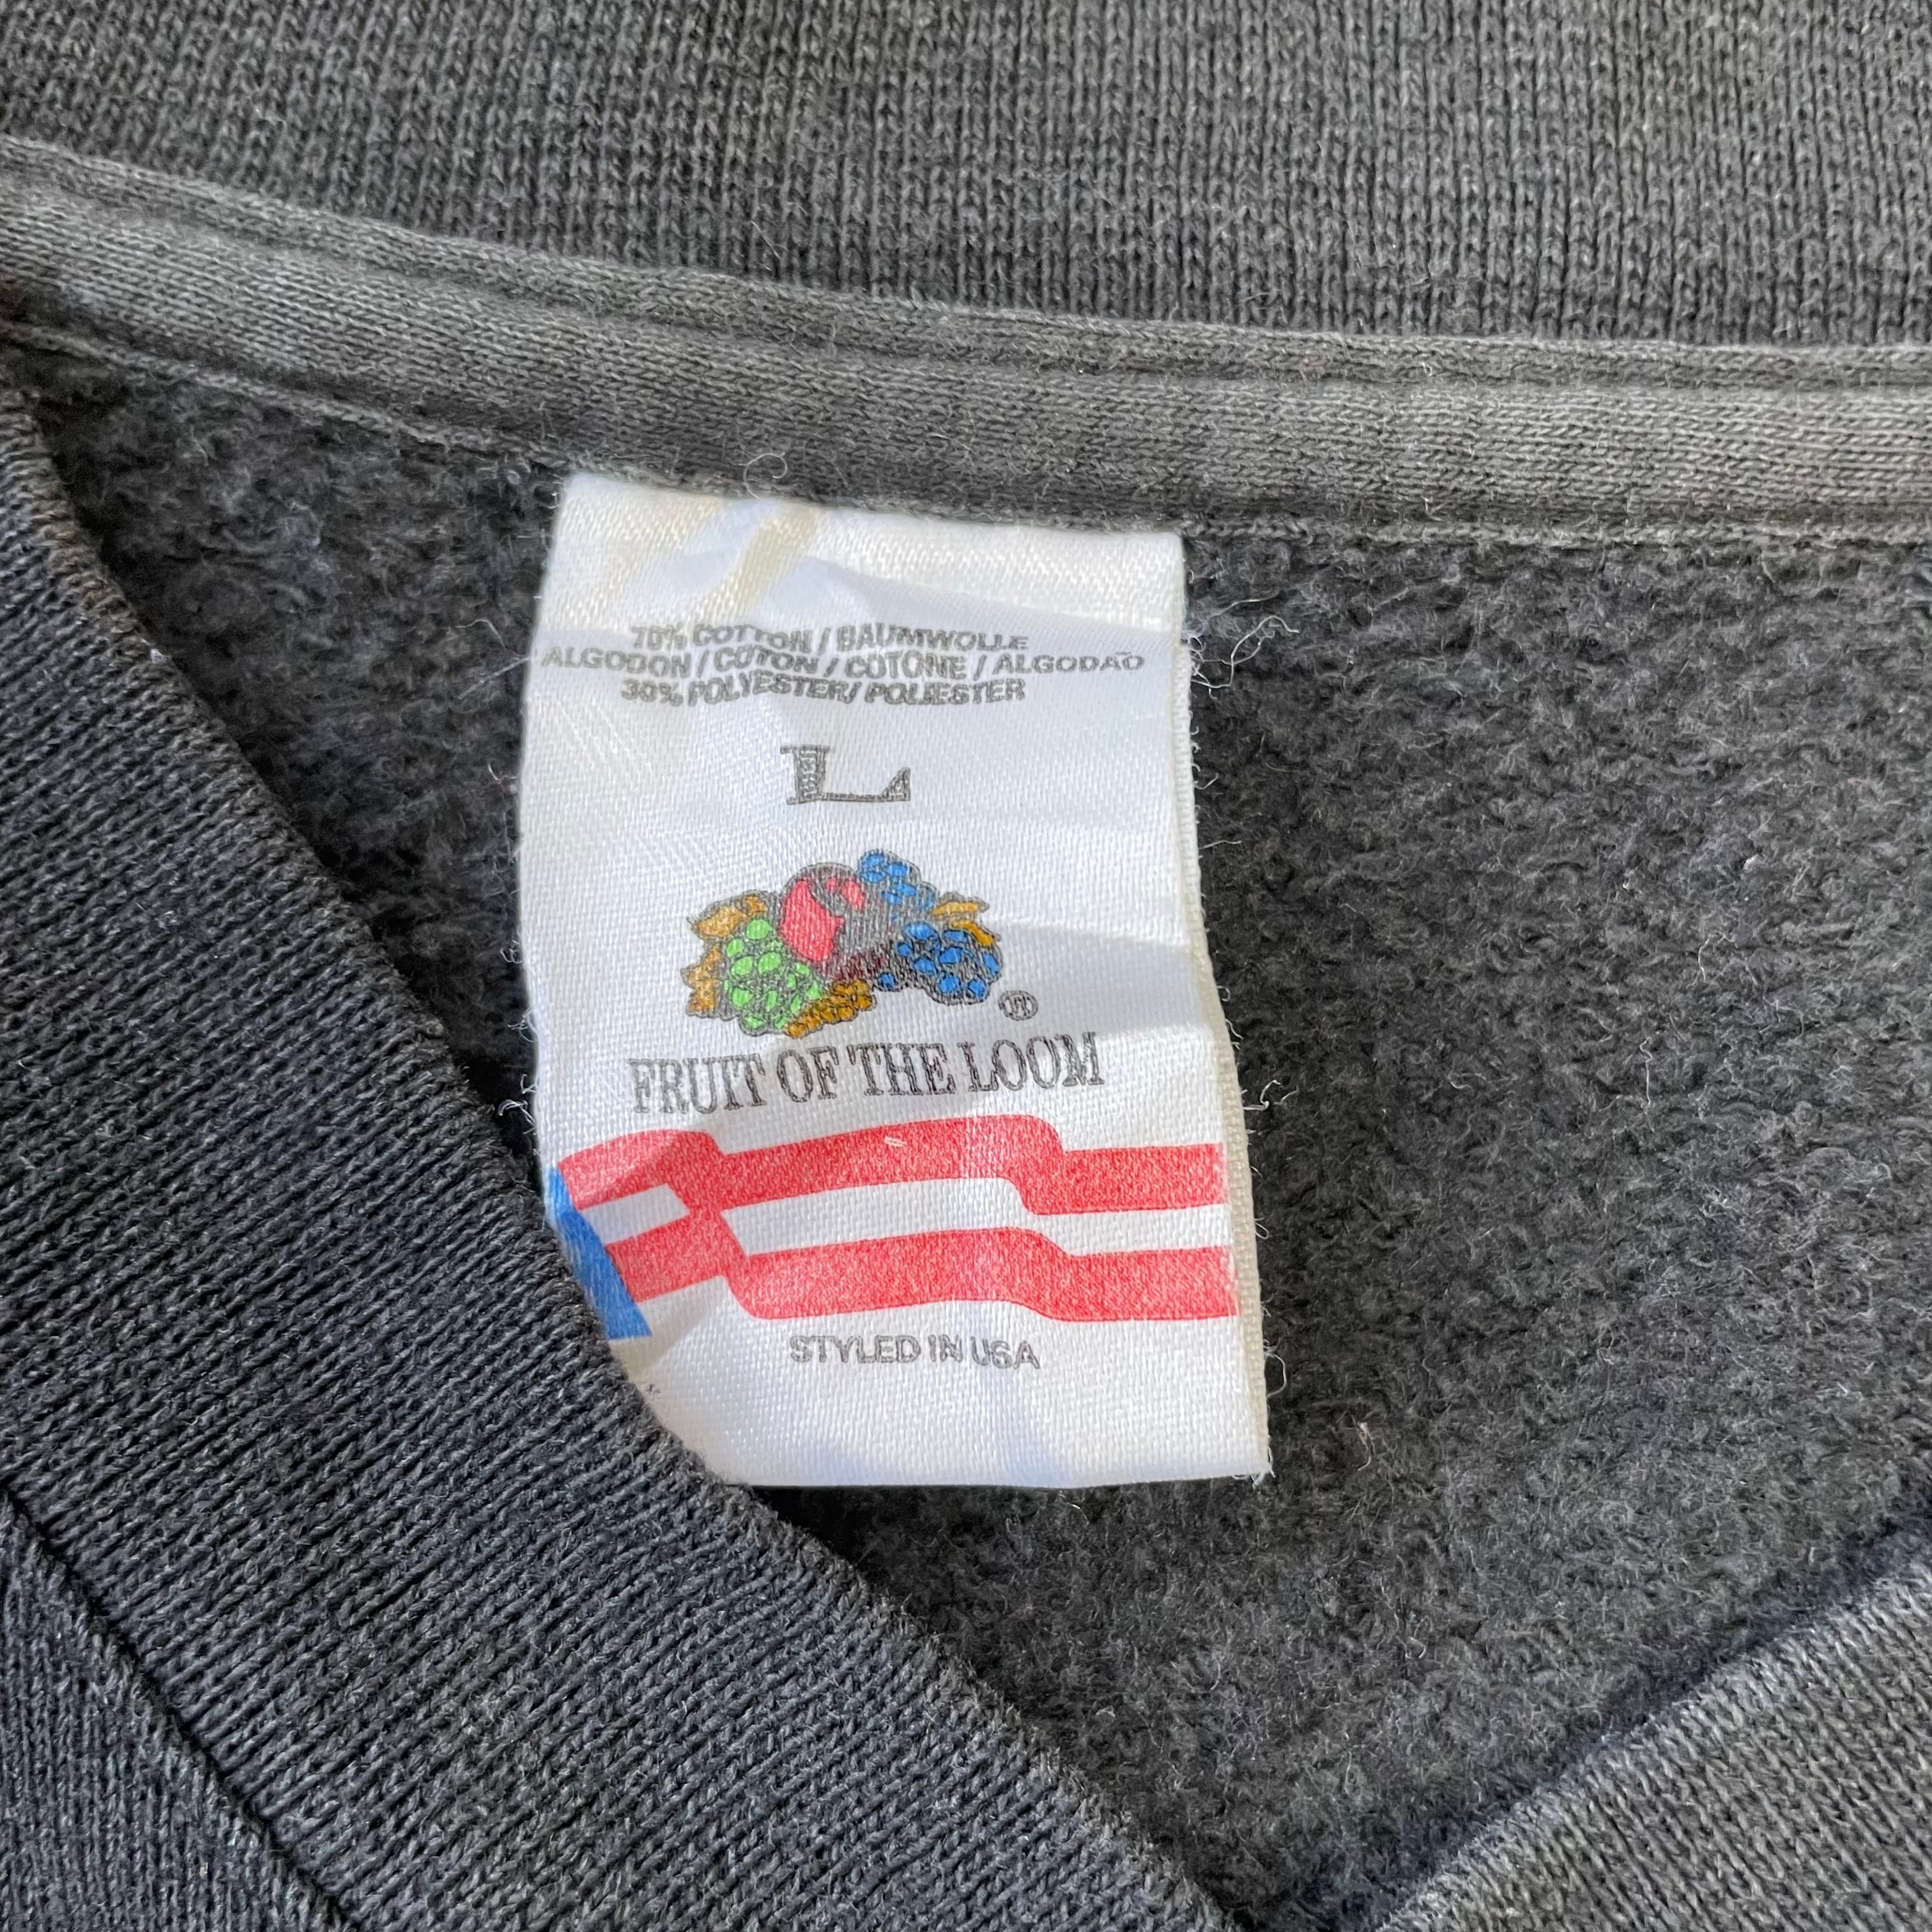 70% COTTON / BAUMWOLLE
ALGODON / COTON / COTONE / ALGODÃO
30% POLYESTER/ POLIESTER
L
®
FRUIT OF THE LOOM
STYLED IN USA